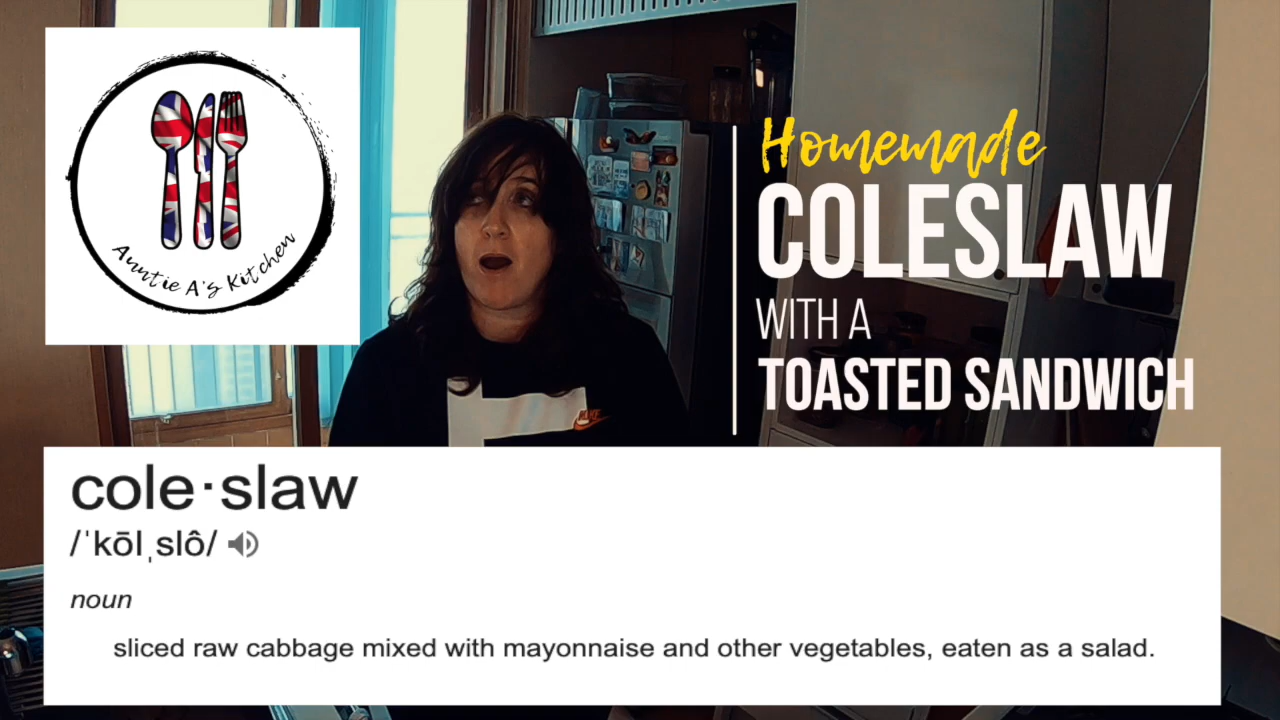 Auntie A's Kitchen
Homemade
COLESLAW
WITH A
TOASTED SANDWICH
cole·slaw
/ˈkōlˌslô/
noun
sliced raw cabbage mixed with mayonnaise and other vegetables, eaten as a salad.